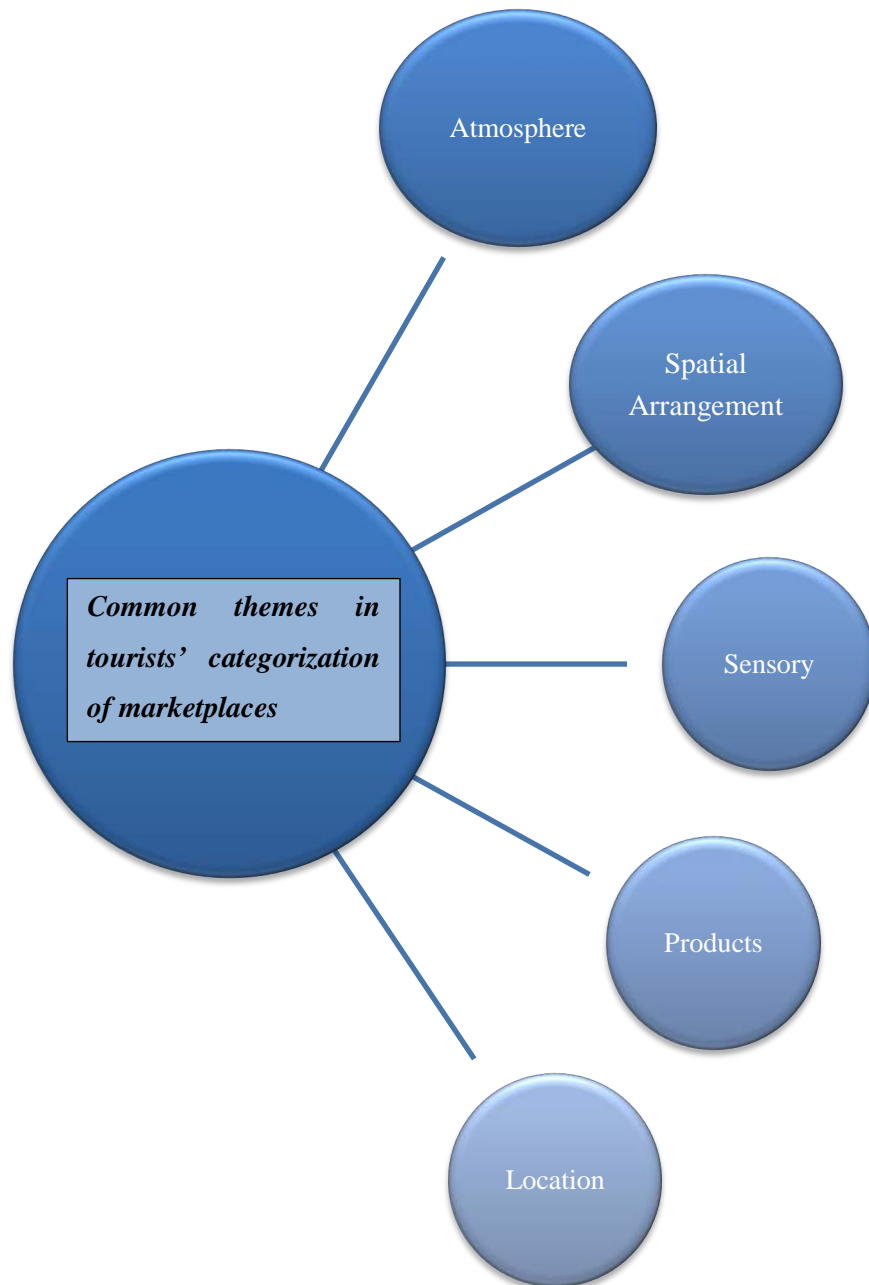 Atmosphere
Spatial
Arrangement
Common themes in
tourists’ categorization
of marketplaces
Sensory
Products
Location